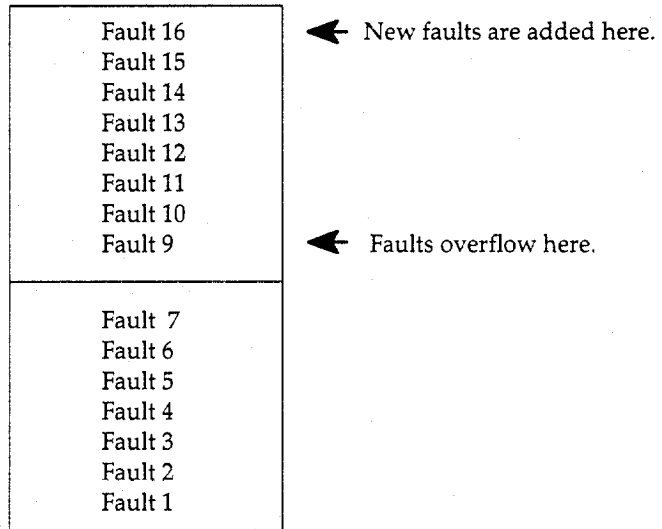 Fault 16 New faults are added here.
Fault 15
Fault 14
Fault 13
Fault 12
Fault 11
Fault 10
Fault 9 Faults overflow here.
Fault 7
Fault 6
Fault 5
Fault 4
Fault 3
Fault 2
Fault 1